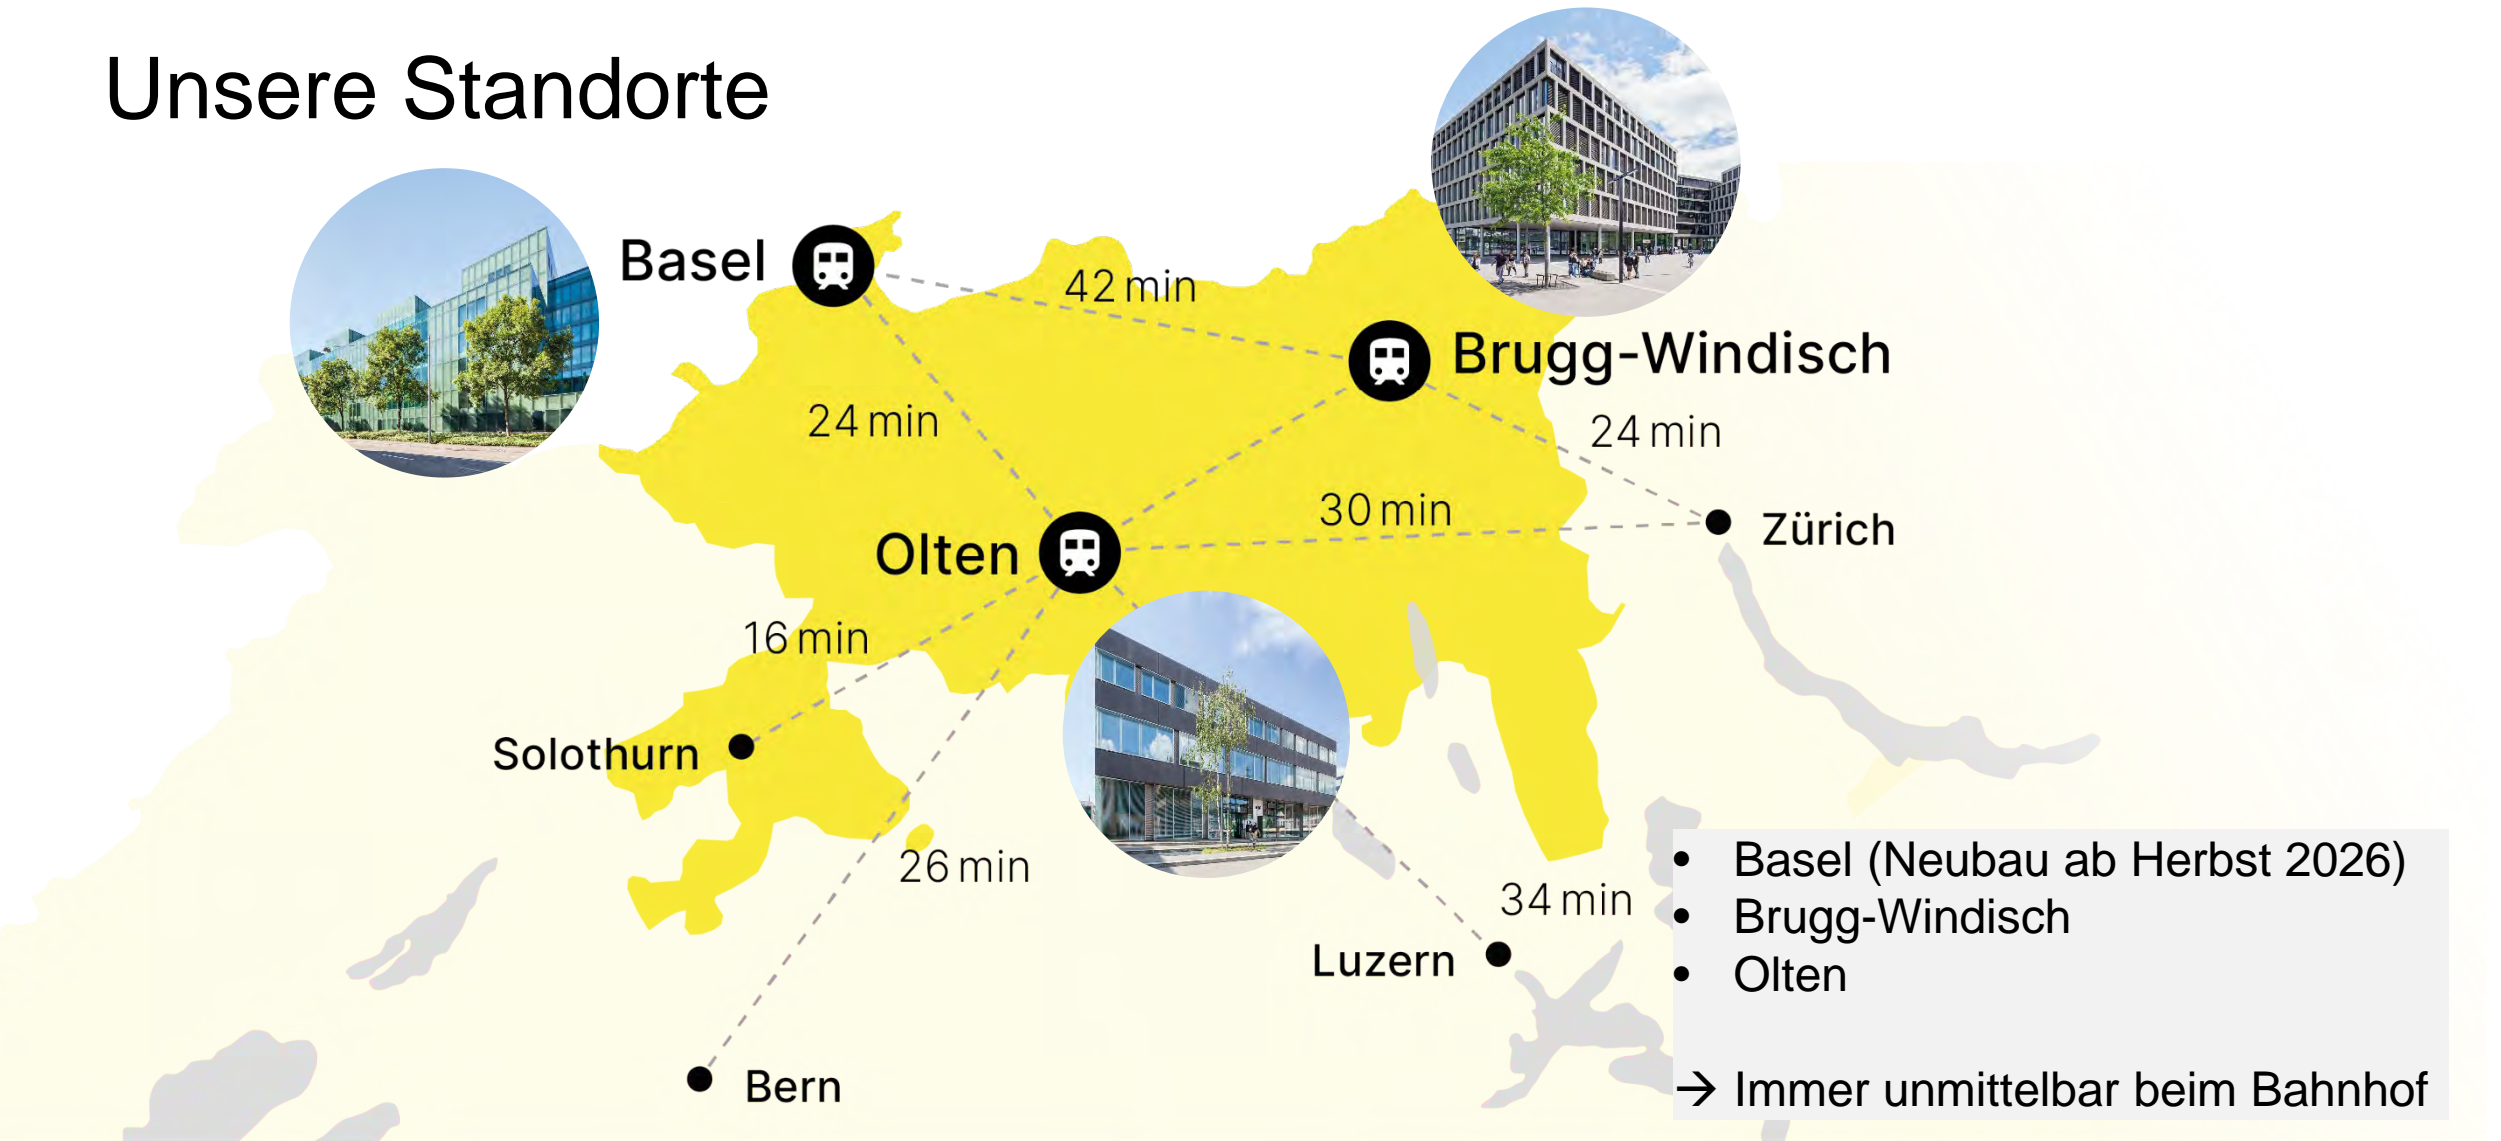 Unsere Standorte
Basel
42 min
Brugg-Windisch
24 min
24 min
30 min
Zürich
Olten
16 min
Solothurn
26 min
34 min
Luzern
Bern
• Basel (Neubau ab Herbst 2026)
• Brugg-Windisch
• Olten
→ Immer unmittelbar beim Bahnhof